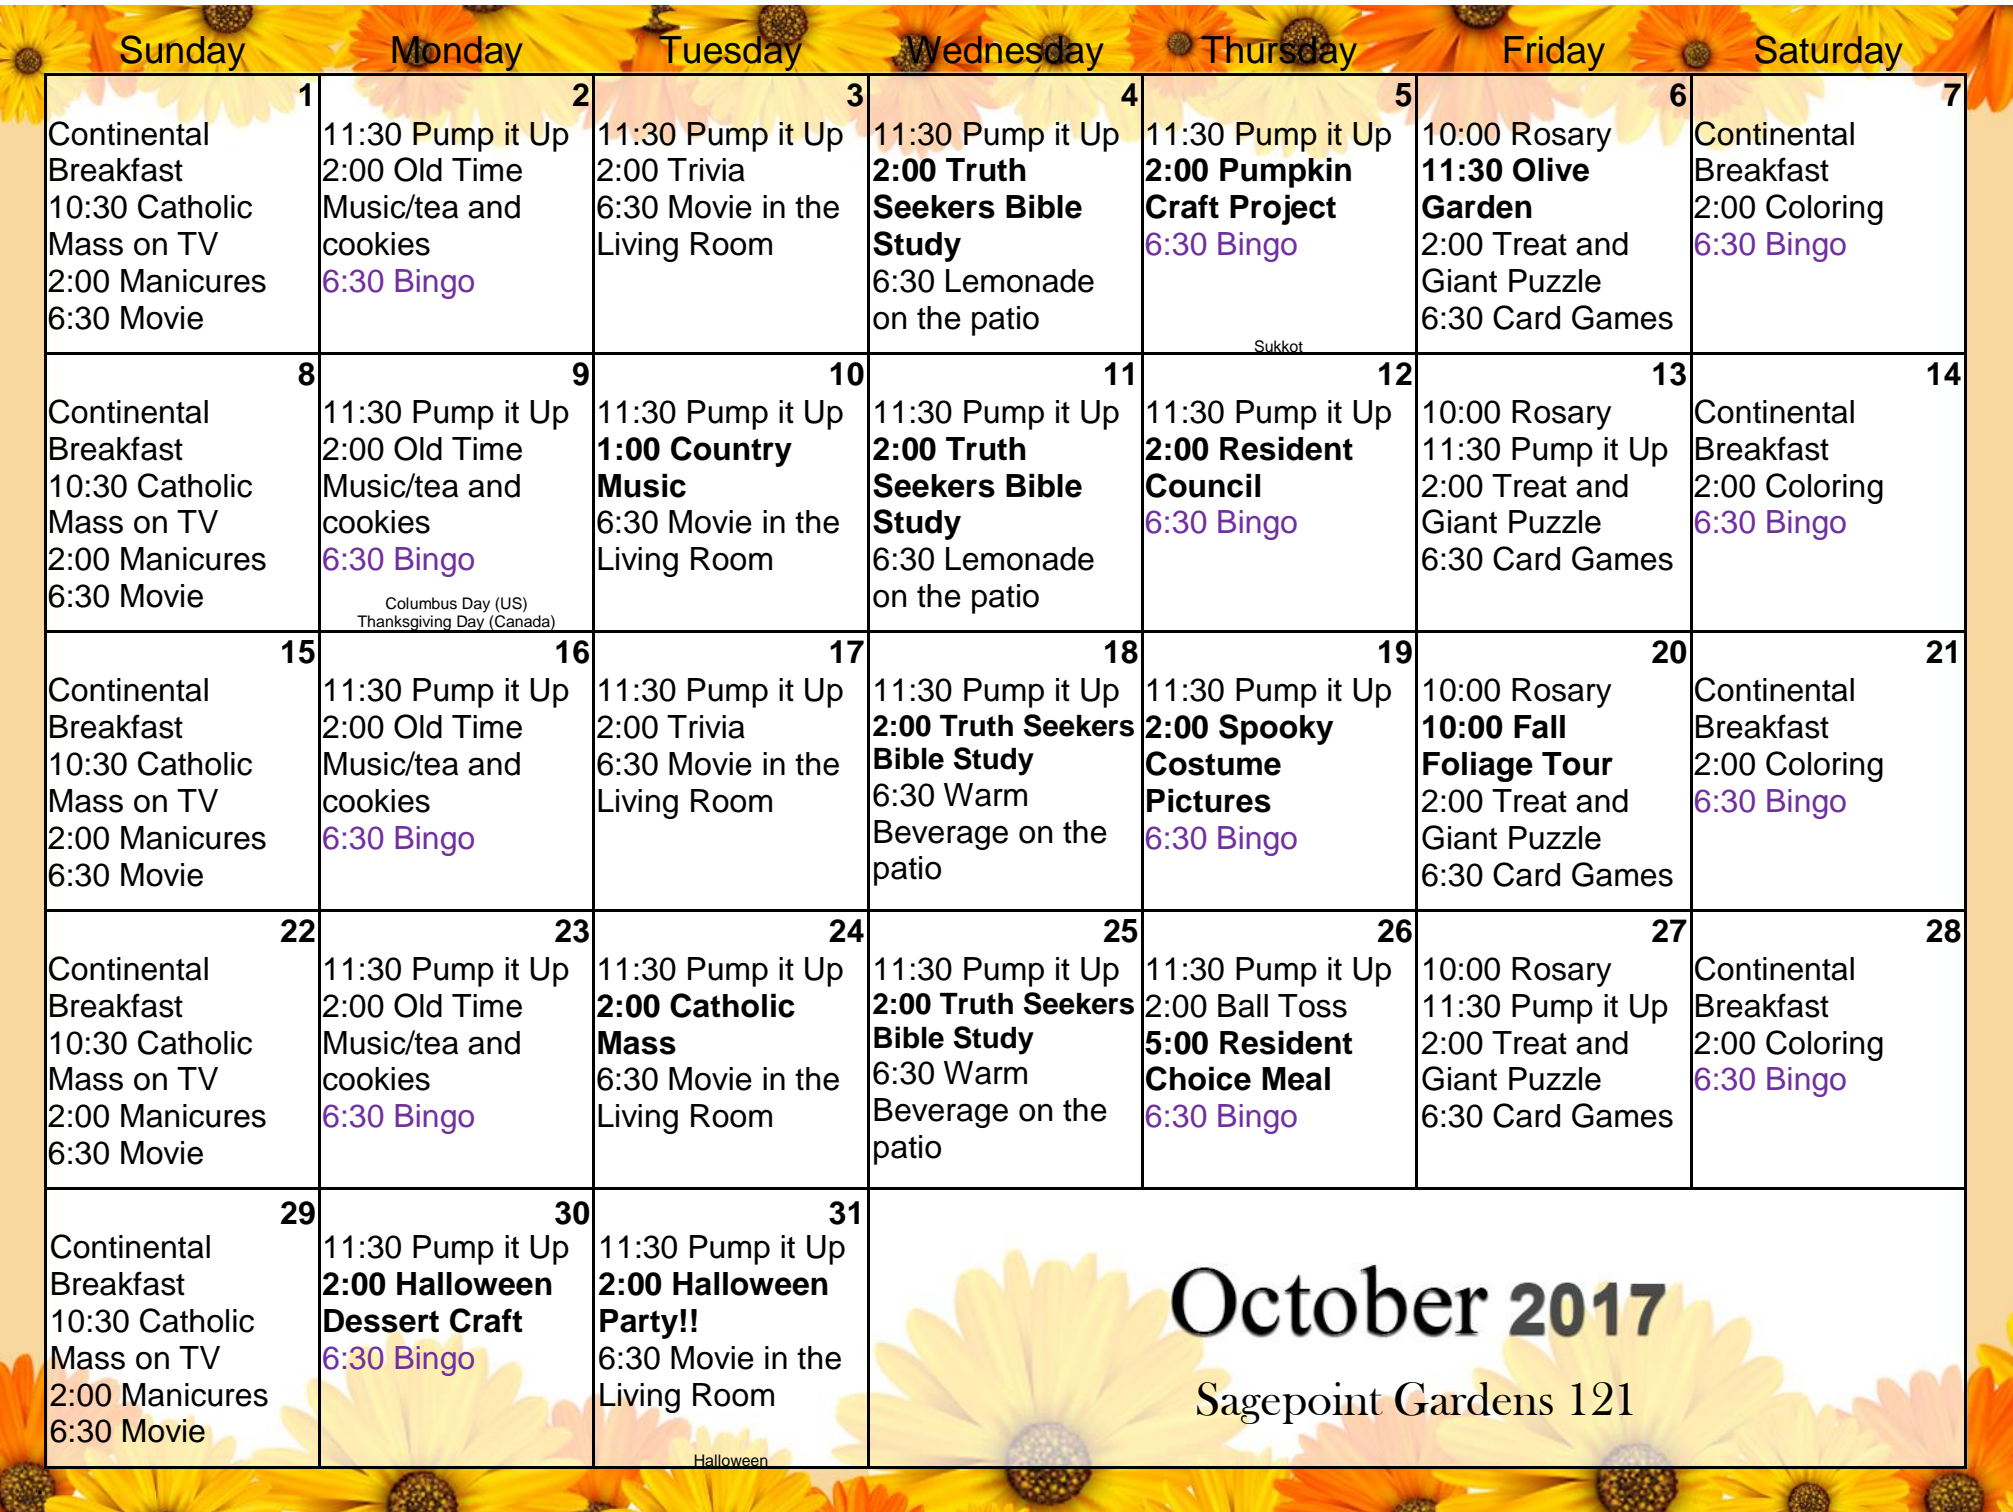 Sunday Monday Tuesday Wednesday Thursday Friday Saturday
1
Continental
Breakfast
10:30 Catholic
Mass on TV
2:00 Manicures
6:30 Movie
2
11:30 Pump it Up
2:00 Old Time
Music/tea and
cookies
6:30 Bingo
3
11:30 Pump it Up
2:00 Trivia
6:30 Movie in the
Living Room
4
11:30 Pump it Up
2:00 Truth
Seekers Bible
Study
6:30 Lemonade
on the patio
5
11:30 Pump it Up
2:00 Pumpkin
Craft Project
6:30 Bingo
Sukkot
6
10:00 Rosary
11:30 Olive
Garden
2:00 Treat and
Giant Puzzle
6:30 Card Games
7
Continental
Breakfast
2:00 Coloring
6:30 Bingo
8
Continental
Breakfast
10:30 Catholic
Mass on TV
2:00 Manicures
6:30 Movie
9
11:30 Pump it Up
2:00 Old Time
Music/tea and
cookies
6:30 Bingo
Columbus Day (US)
Thanksgiving Day (Canada)
10
11:30 Pump it Up
1:00 Country
Music
6:30 Movie in the
Living Room
11
11:30 Pump it Up
2:00 Truth
Seekers Bible
Study
6:30 Lemonade
on the patio
12
11:30 Pump it Up
2:00 Resident
Council
6:30 Bingo
13
10:00 Rosary
11:30 Pump it Up
2:00 Treat and
Giant Puzzle
6:30 Card Games
14
Continental
Breakfast
2:00 Coloring
6:30 Bingo
15
Continental
Breakfast
10:30 Catholic
Mass on TV
2:00 Manicures
6:30 Movie
16
11:30 Pump it Up
2:00 Old Time
Music/tea and
cookies
6:30 Bingo
17
11:30 Pump it Up
2:00 Trivia
6:30 Movie in the
Living Room
18
11:30 Pump it Up
2:00 Truth Seekers
Bible Study
6:30 Warm
Beverage on the
patio
19
11:30 Pump it Up
2:00 Spooky
Costume
Pictures
6:30 Bingo
20
10:00 Rosary
10:00 Fall
Foliage Tour
2:00 Treat and
Giant Puzzle
6:30 Card Games
21
Continental
Breakfast
2:00 Coloring
6:30 Bingo
22
Continental
Breakfast
10:30 Catholic
Mass on TV
2:00 Manicures
6:30 Movie
23
11:30 Pump it Up
2:00 Old Time
Music/tea and
cookies
6:30 Bingo
24
11:30 Pump it Up
2:00 Catholic
Mass
6:30 Movie in the
Living Room
25
11:30 Pump it Up
2:00 Truth Seekers
Bible Study
6:30 Warm
Beverage on the
patio
26
11:30 Pump it Up
2:00 Ball Toss
5:00 Resident
Choice Meal
6:30 Bingo
27
10:00 Rosary
11:30 Pump it Up
2:00 Treat and
Giant Puzzle
6:30 Card Games
28
Continental
Breakfast
2:00 Coloring
6:30 Bingo
29
Continental
Breakfast
10:30 Catholic
Mass on TV
2:00 Manicures
6:30 Movie
30
11:30 Pump it Up
2:00 Halloween
Dessert Craft
6:30 Bingo
31
11:30 Pump it Up
2:00 Halloween
Party!!
6:30 Movie in the
Living Room
Halloween
October 2017
Sagepoint Gardens 121